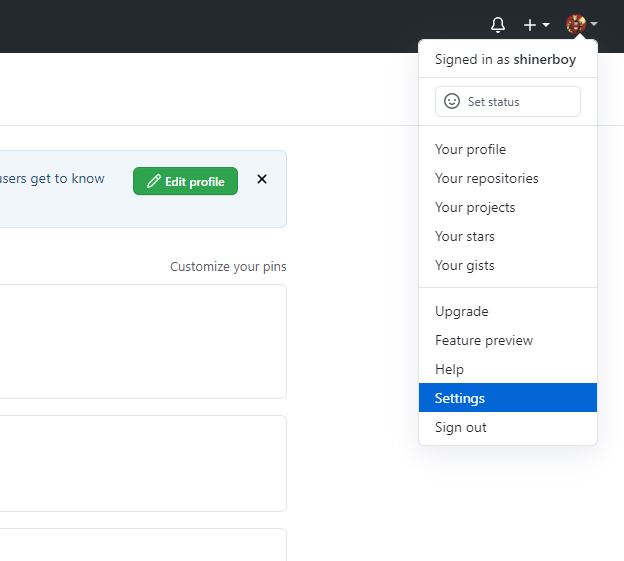 Signed in as shinerboy
Set status
Your profile
users get to know
Edit profile
Your repositories
Your projects
Your stars
Your gists
Customize your pins
Upgrade
Feature preview
Help
Settings
Sign out